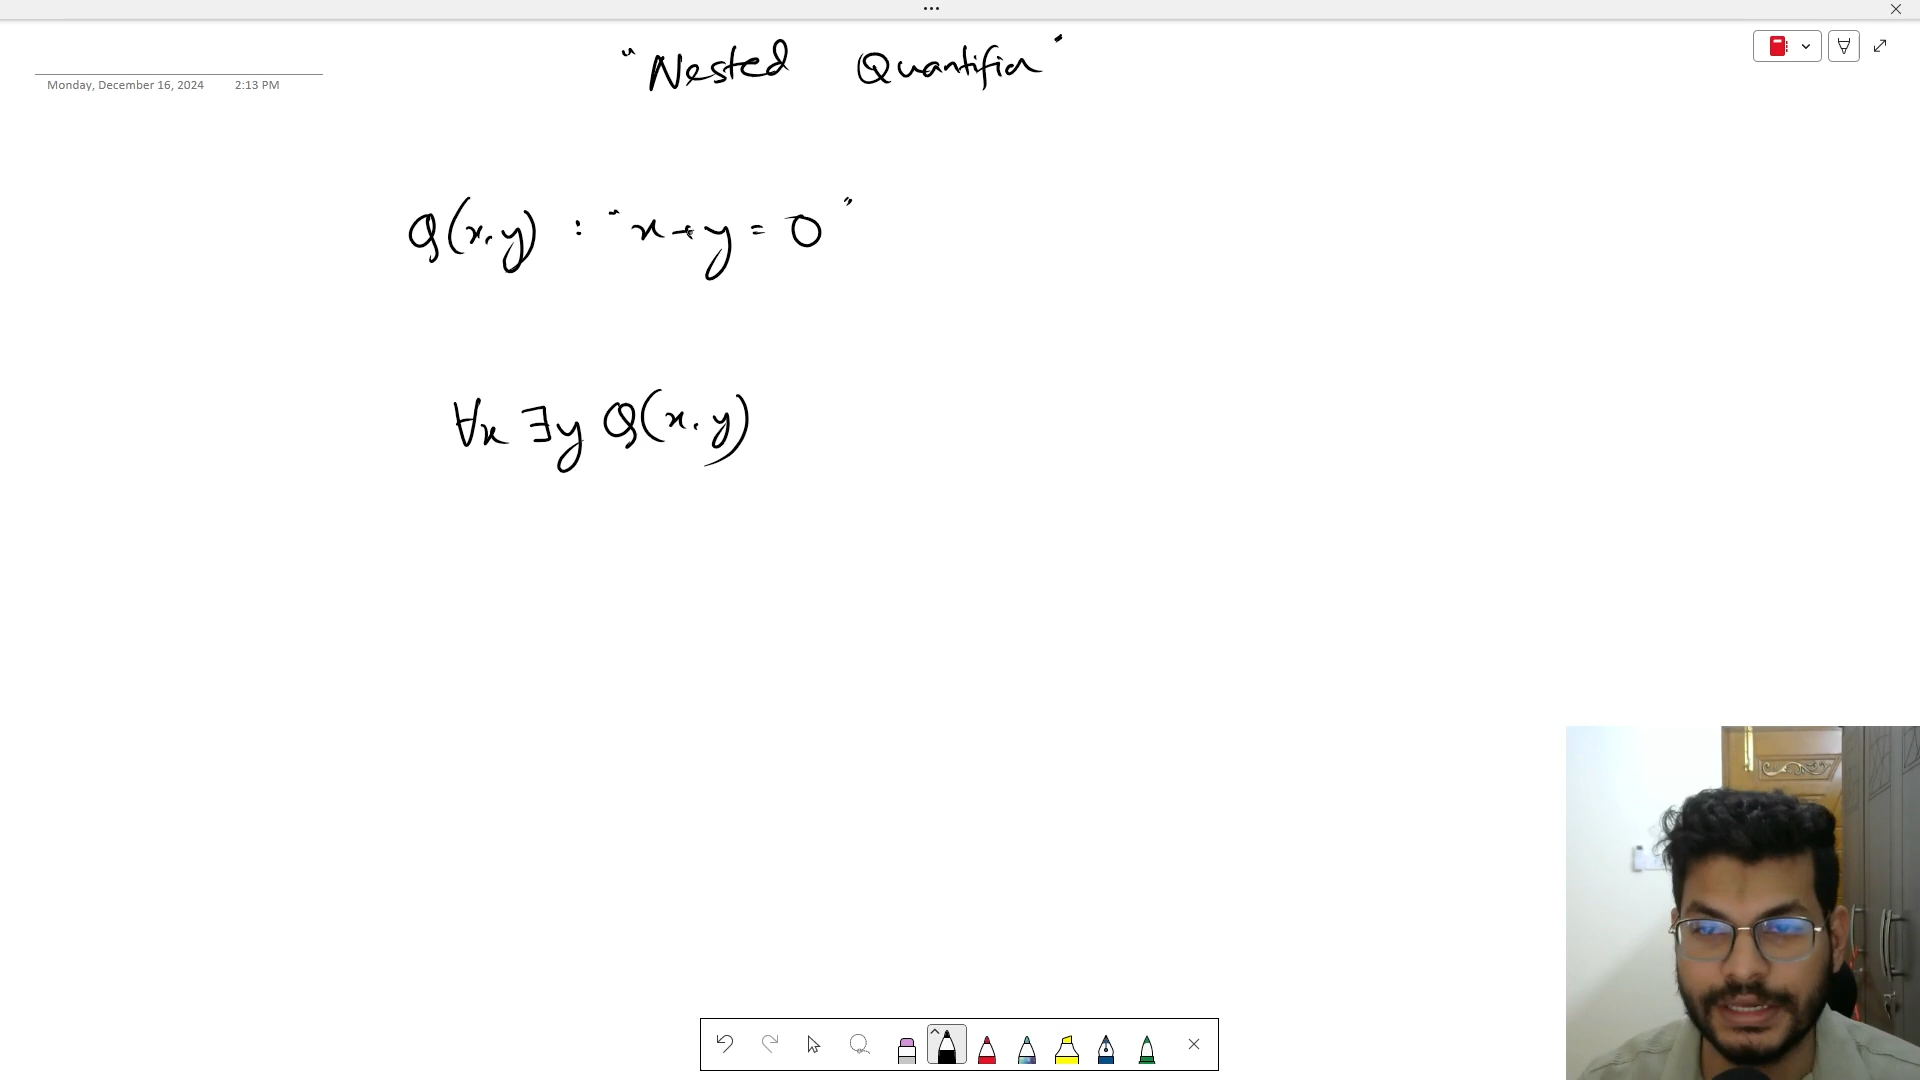 "Nested Quantifier"
Monday, December 16, 2024 2:13 PM
Q(x,y) : "x+y = 0"
∀x ∃y Q(x,y)